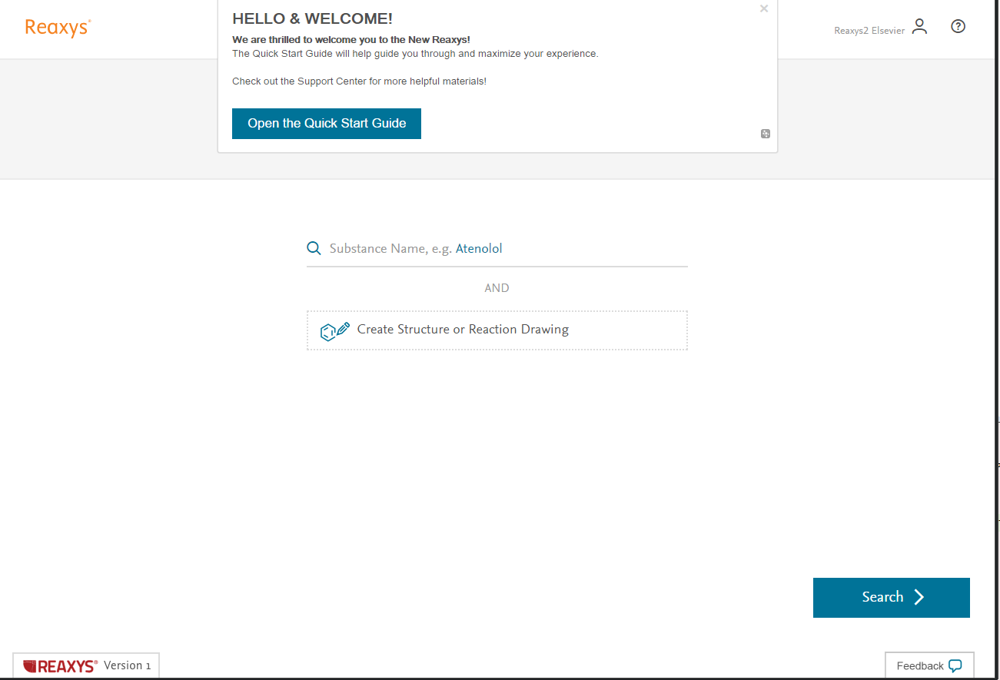 Reaxys®
HELLO & WELCOME!
We are thrilled to welcome you to the New Reaxys!
The Quick Start Guide will help guide you through and maximize your experience.
Check out the Support Center for more helpful materials!
Open the Quick Start Guide
Reaxys2 Elsevier
Substance Name, e.g. Atenolol
AND
Create Structure or Reaction Drawing
Search
REAXYS® Version 1
Feedback